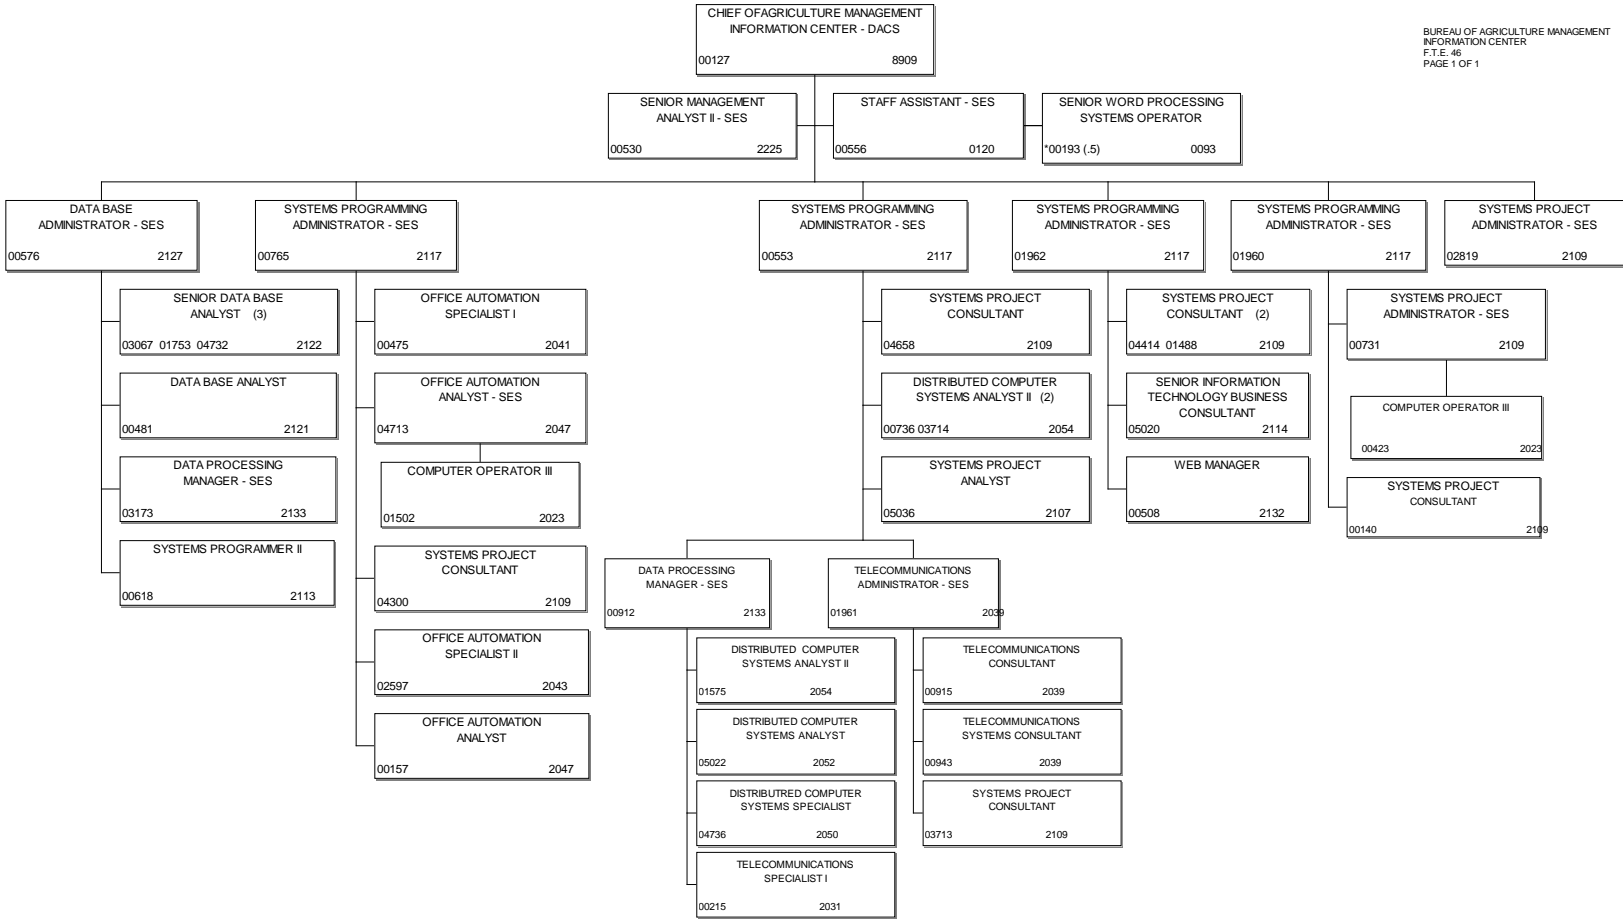 CHIEF OFAGRICULTURE MANAGEMENT
INFORMATION CENTER - DACS
00127 8909
BUREAU OF AGRICULTURE MANAGEMENT
INFORMATION CENTER
F.T.E. 46
PAGE 1 OF 1
SENIOR MANAGEMENT
ANALYST II - SES
00530 2225
STAFF ASSISTANT - SES
00556 0120
SENIOR WORD PROCESSING
SYSTEMS OPERATOR
*00193 (.5) 0093
DATA BASE
ADMINISTRATOR - SES
00576 2127
SYSTEMS PROGRAMMING
ADMINISTRATOR - SES
00765 2117
SYSTEMS PROGRAMMING
ADMINISTRATOR - SES
00553 2117
SYSTEMS PROGRAMMING
ADMINISTRATOR - SES
01962 2117
SYSTEMS PROGRAMMING
ADMINISTRATOR - SES
01960 2117
SYSTEMS PROJECT
ADMINISTRATOR - SES
02819 2109
SENIOR DATA BASE
ANALYST (3)
03067 01753 04732 2122
DATA BASE ANALYST
00481 2121
DATA PROCESSING
MANAGER - SES
03173 2133
SYSTEMS PROGRAMMER II
00618 2113
OFFICE AUTOMATION
SPECIALIST I
00475 2041
OFFICE AUTOMATION
ANALYST - SES
04713 2047
COMPUTER OPERATOR III
01502 2023
SYSTEMS PROJECT
CONSULTANT
04300 2109
OFFICE AUTOMATION
SPECIALIST II
02597 2043
OFFICE AUTOMATION
ANALYST
00157 2047
SYSTEMS PROJECT
CONSULTANT
04658 2109
DISTRIBUTED COMPUTER
SYSTEMS ANALYST II (2)
00736 03714 2054
SYSTEMS PROJECT
ANALYST
05036 2107
DATA PROCESSING
MANAGER - SES
00912 2133
DISTRIBUTED COMPUTER
SYSTEMS ANALYST II
01575 2054
DISTRIBUTED COMPUTER
SYSTEMS ANALYST
05022 2052
DISTRIBUTRED COMPUTER
SYSTEMS SPECIALIST
04736 2050
TELECOMMUNICATIONS
SPECIALIST I
00215 2031
TELECOMMUNICATIONS
ADMINISTRATOR - SES
01961 2039
TELECOMMUNICATIONS
CONSULTANT
00915 2039
TELECOMMUNICATIONS
SYSTEMS CONSULTANT
00943 2039
SYSTEMS PROJECT
CONSULTANT
03713 2109
SYSTEMS PROJECT
CONSULTANT (2)
04414 01488 2109
SENIOR INFORMATION
TECHNOLOGY BUSINESS
CONSULTANT
05020 2114
WEB MANAGER
00508 2132
SYSTEMS PROJECT
ADMINISTRATOR - SES
00731 2109
COMPUTER OPERATOR III
00423 2023
SYSTEMS PROJECT
CONSULTANT
00140 2109